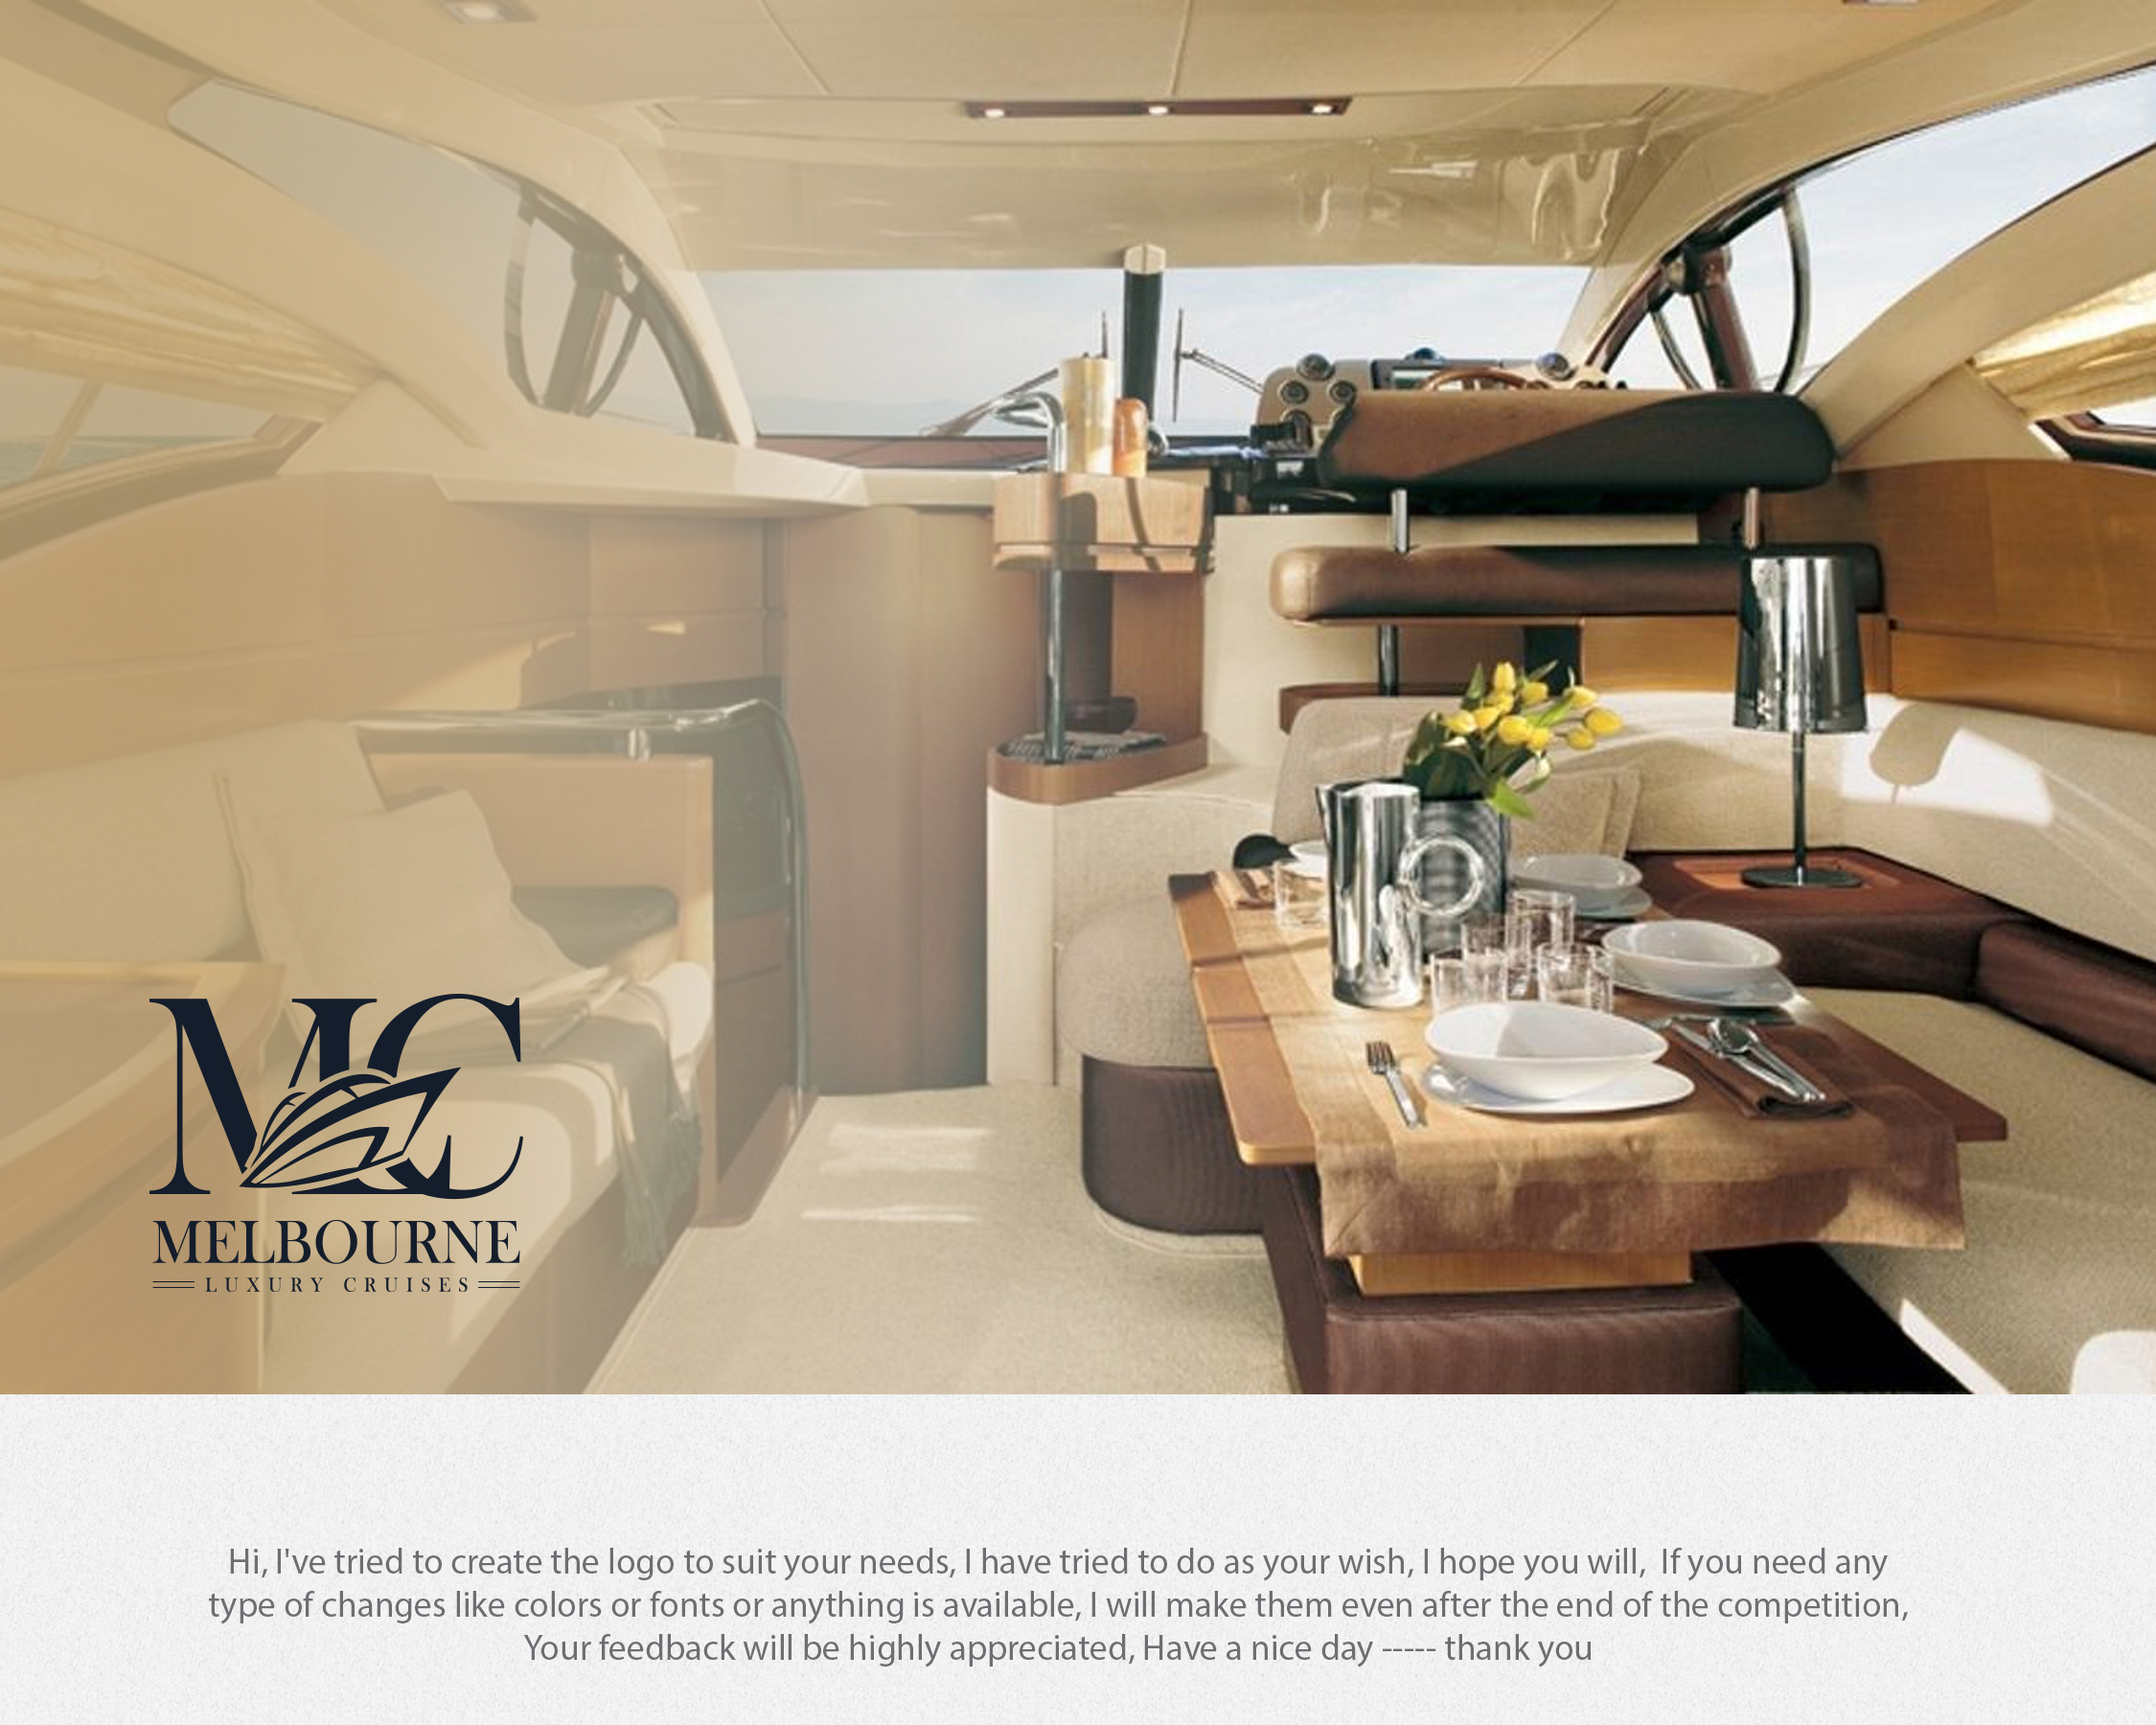 MC
MELBOURNE
LUXURY CRUISES
Hi, I've tried to create the logo to suit your needs, I have tried to do as your wish, I hope you will,  If you need any
type of changes like colors or fonts or anything is available, I will make them even after the end of the competition,
Your feedback will be highly appreciated, Have a nice day ----- thank you